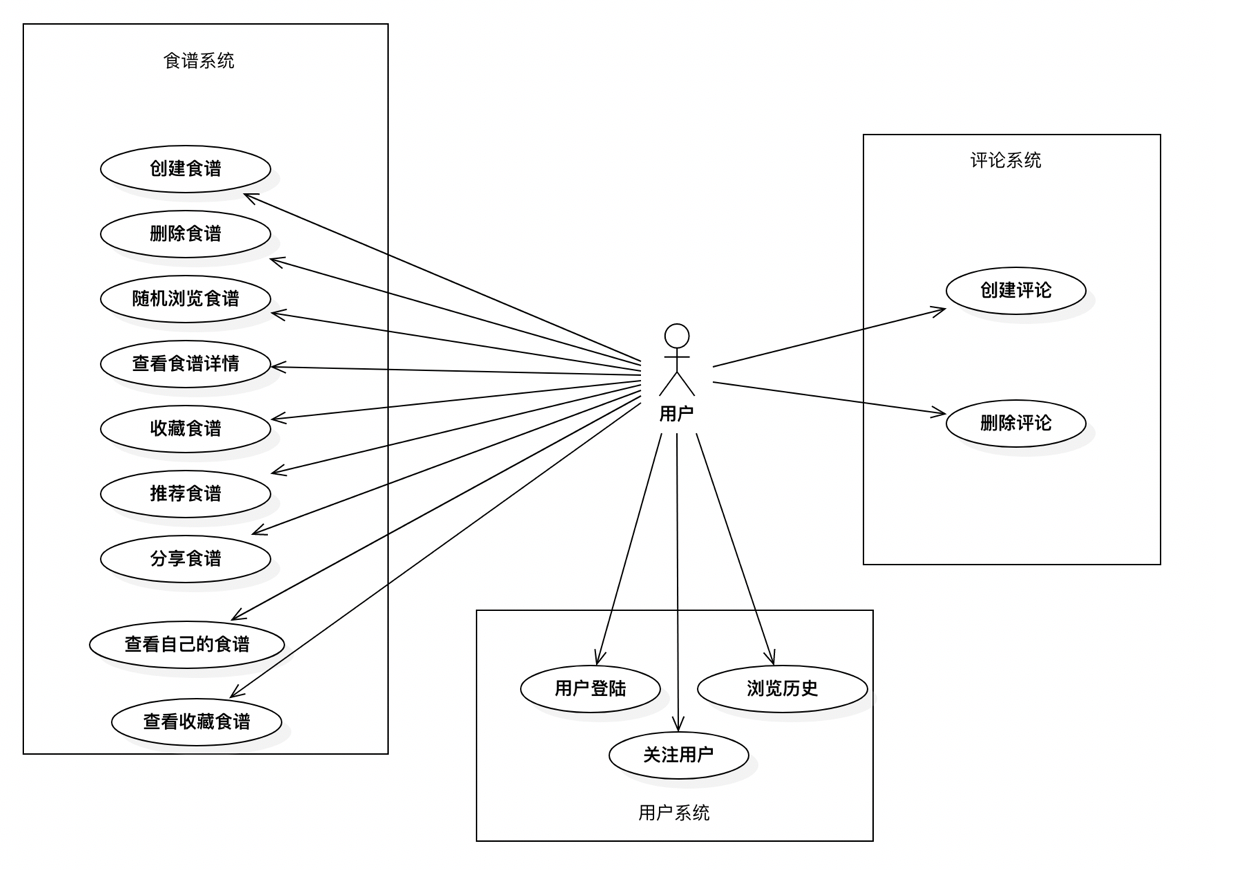 食谱系统
创建食谱
删除食谱
随机浏览食谱
查看食谱详情
收藏食谱
推荐食谱
分享食谱
查看自己的食谱
查看收藏食谱
用户
评论系统
创建评论
删除评论
用户登陆
浏览历史
关注用户
用户系统